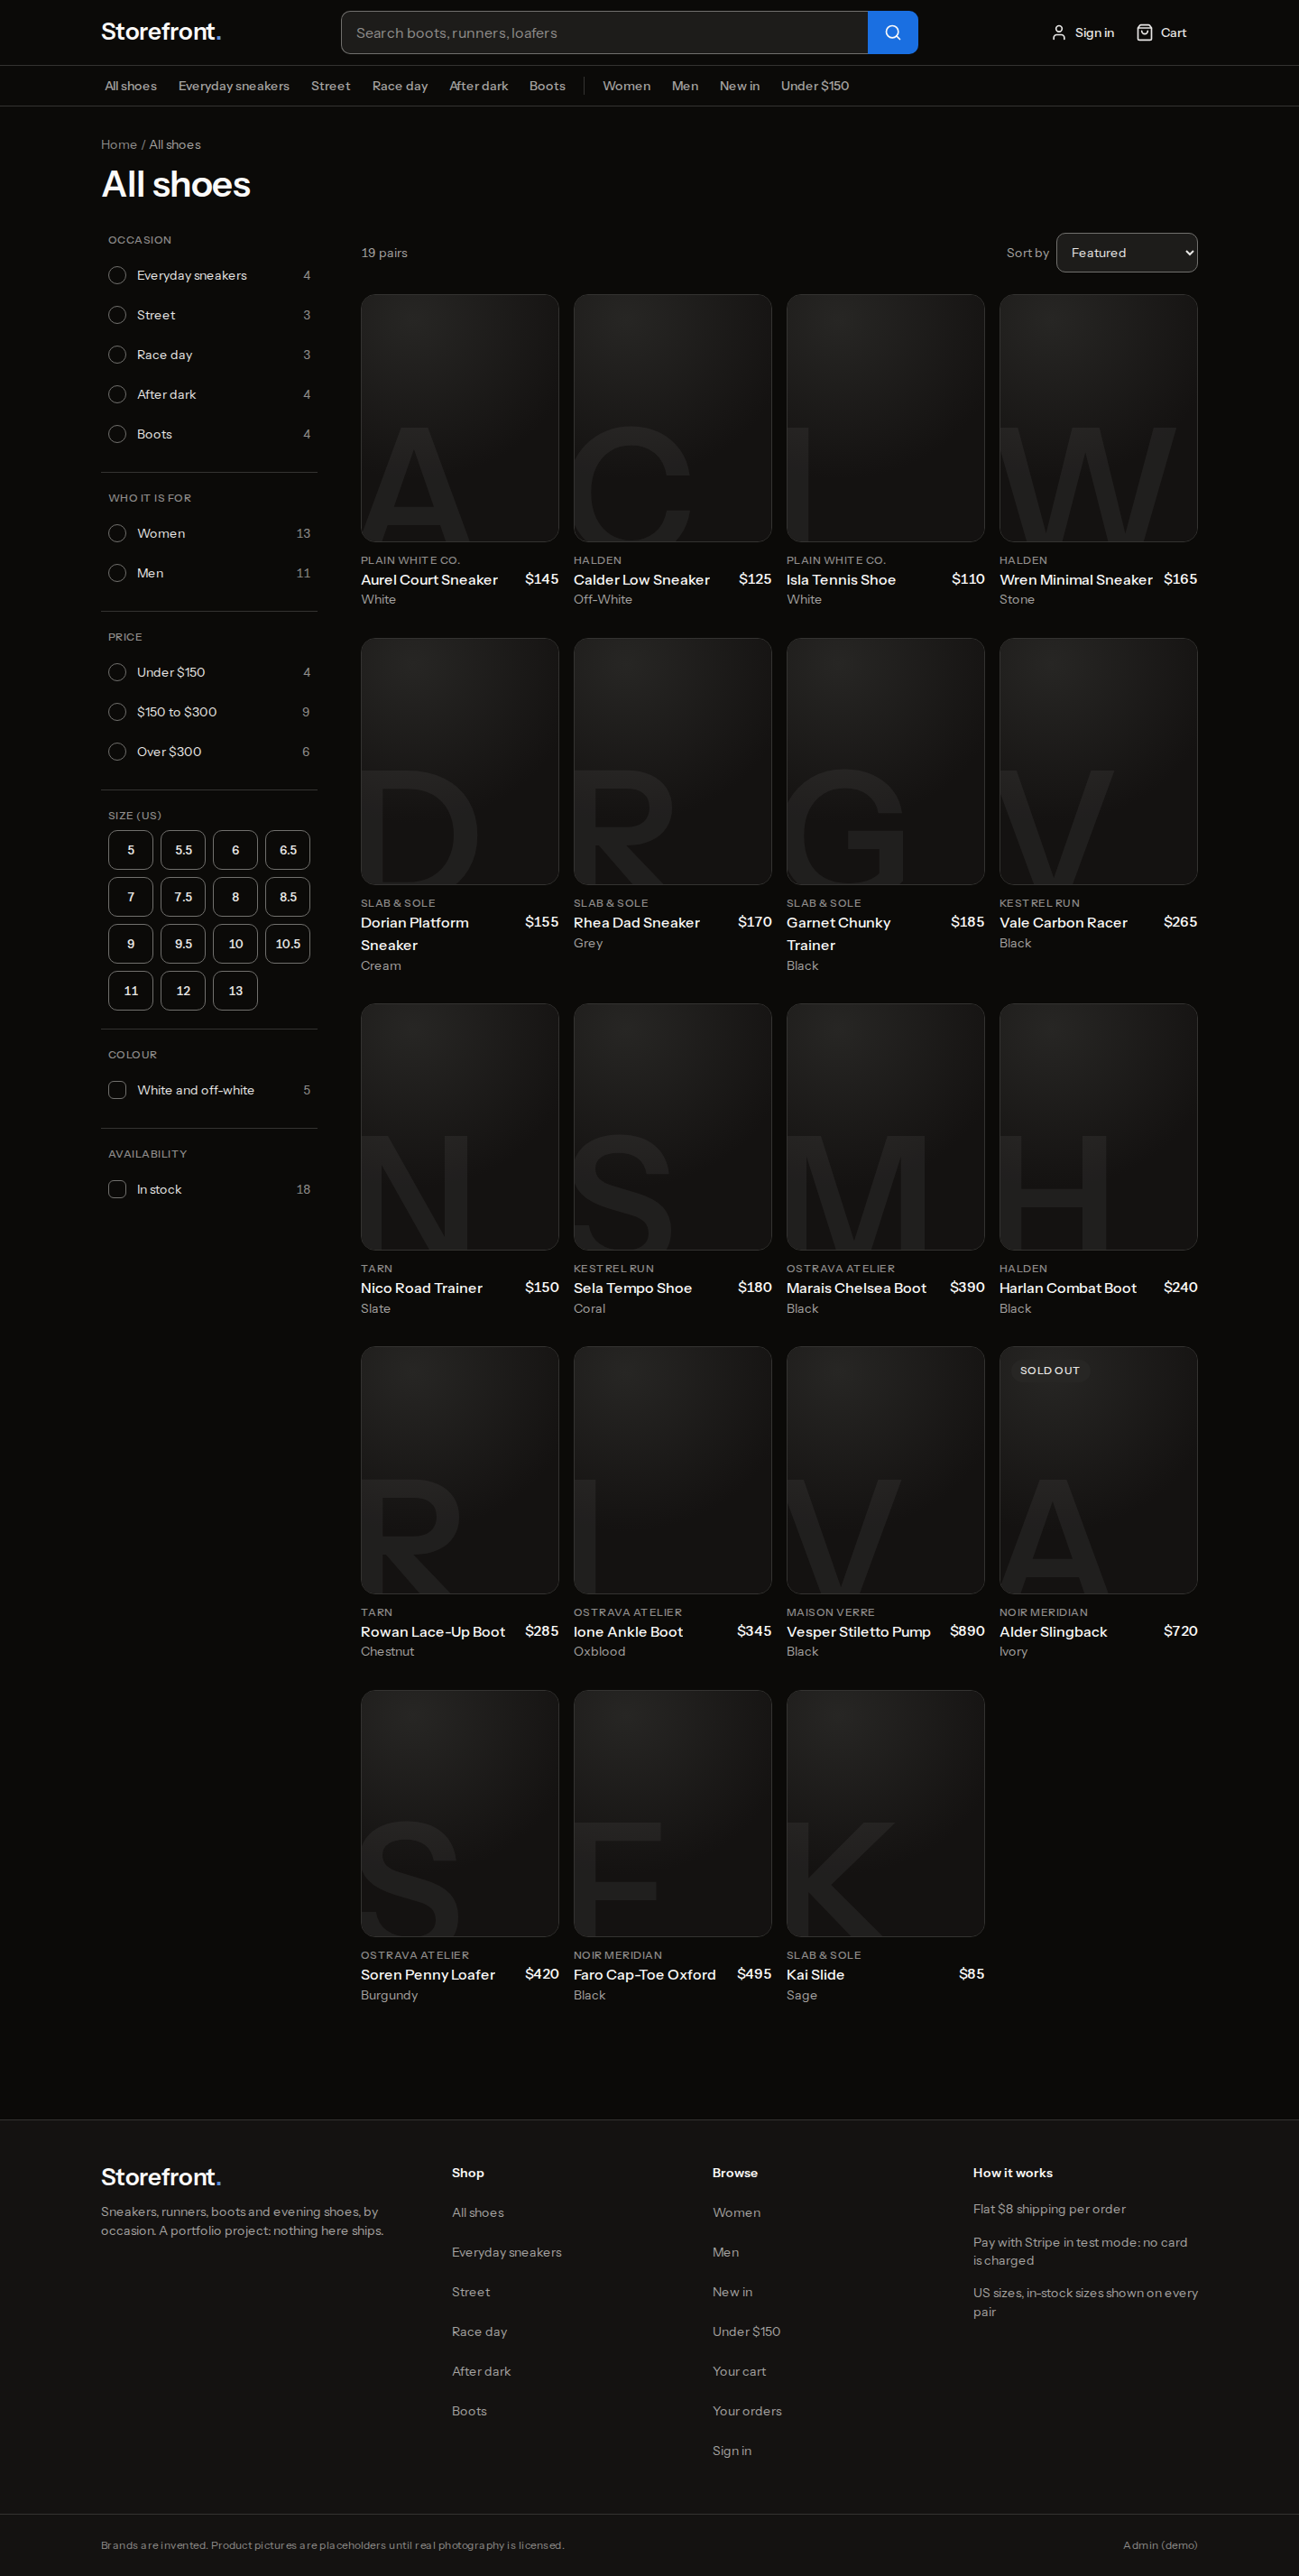 Storefront.
Search boots, runners, loafers
Sign in
Cart
All shoes
Everyday sneakers
Street
Race day
After dark
Boots
Women
Men
New in
Under $150
Home / All shoes
All shoes
OCCASION
Everyday sneakers 4
Street 3
Race day 3
After dark 4
Boots 4
WHO IT IS FOR
Women 13
Men 11
PRICE
Under $150 4
$150 to $300 9
Over $300 6
SIZE (US)
5 5.5 6 6.5
7 7.5 8 8.5
9 9.5 10 10.5
11 12 13
COLOUR
White and off-white 5
AVAILABILITY
In stock 18
19 pairs
Sort by Featured
A
PLAIN WHITE CO.
Aurel Court Sneaker $145
White
C
HALDEN
Calder Low Sneaker $125
Off-White
I
PLAIN WHITE CO.
Isla Tennis Shoe $110
White
W
HALDEN
Wren Minimal Sneaker $165
Stone
D
SLAB & SOLE
Dorian Platform $155
Sneaker
Cream
R
SLAB & SOLE
Rhea Dad Sneaker $170
Grey
G
SLAB & SOLE
Garnet Chunky $185
Trainer
Black
V
KESTREL RUN
Vale Carbon Racer $265
Black
N
TARN
Nico Road Trainer $150
Slate
S
KESTREL RUN
Sela Tempo Shoe $180
Coral
M
OSTRAVA ATELIER
Marais Chelsea Boot $390
Black
H
HALDEN
Harlan Combat Boot $240
Black
R
TARN
Rowan Lace-Up Boot $285
Chestnut
I
OSTRAVA ATELIER
Ione Ankle Boot $345
Oxblood
V
MAISON VERRE
Vesper Stiletto Pump $890
Black
SOLD OUT
A
NOIR MERIDIAN
Alder Slingback $720
Ivory
S
OSTRAVA ATELIER
Soren Penny Loafer $420
Burgundy
F
NOIR MERIDIAN
Faro Cap-Toe Oxford $495
Black
K
SLAB & SOLE
Kai Slide $85
Sage
Storefront.
Sneakers, runners, boots and evening shoes, by
occasion. A portfolio project: nothing here ships.
Shop
All shoes
Everyday sneakers
Street
Race day
After dark
Boots
Browse
Women
Men
New in
Under $150
Your cart
Your orders
Sign in
How it works
Flat $8 shipping per order
Pay with Stripe in test mode: no card
is charged
US sizes, in-stock sizes shown on every
pair
Brands are invented. Product pictures are placeholders until real photography is licensed.
Admin (demo)